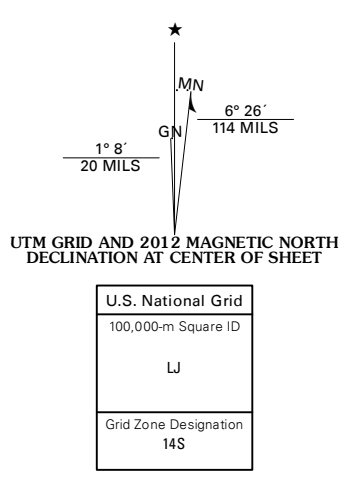 ★
MN
GN
6° 26´
114 MILS
1° 8´
20 MILS
UTM GRID AND 2012 MAGNETIC NORTH
DECLINATION AT CENTER OF SHEET
U.S. National Grid
100,000-m Square ID
LJ
Grid Zone Designation
14S